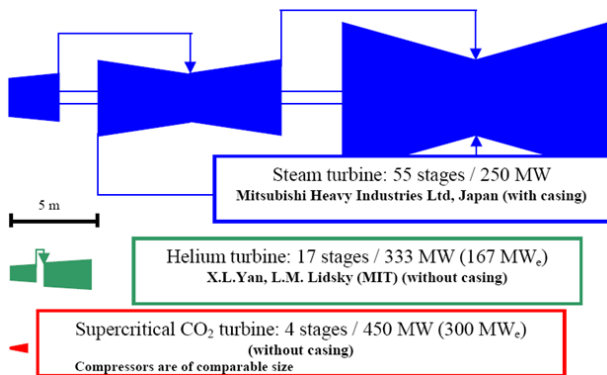 Steam turbine: 55 stages / 250 MW
Mitsubishi Heavy Industries Ltd, Japan (with casing)
5 m
Helium turbine: 17 stages / 333 MW (167 MWe)
X.L.Yan, L.M. Lidsky (MIT) (without casing)
Supercritical CO2 turbine: 4 stages / 450 MW (300 MWe)
(without casing)
Compressors are of comparable size